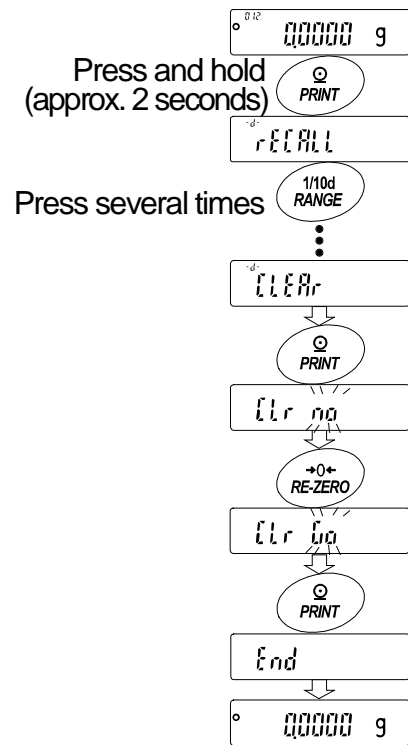 012
0.0000 g
Press and hold
(approx. 2 seconds)
PRINT
-d-
rECALL
Press several times
1/10d
RANGE
-d-
CLEAr
PRINT
CLr no
→0←
RE-ZERO
CLr Go
PRINT
End
0.0000 g